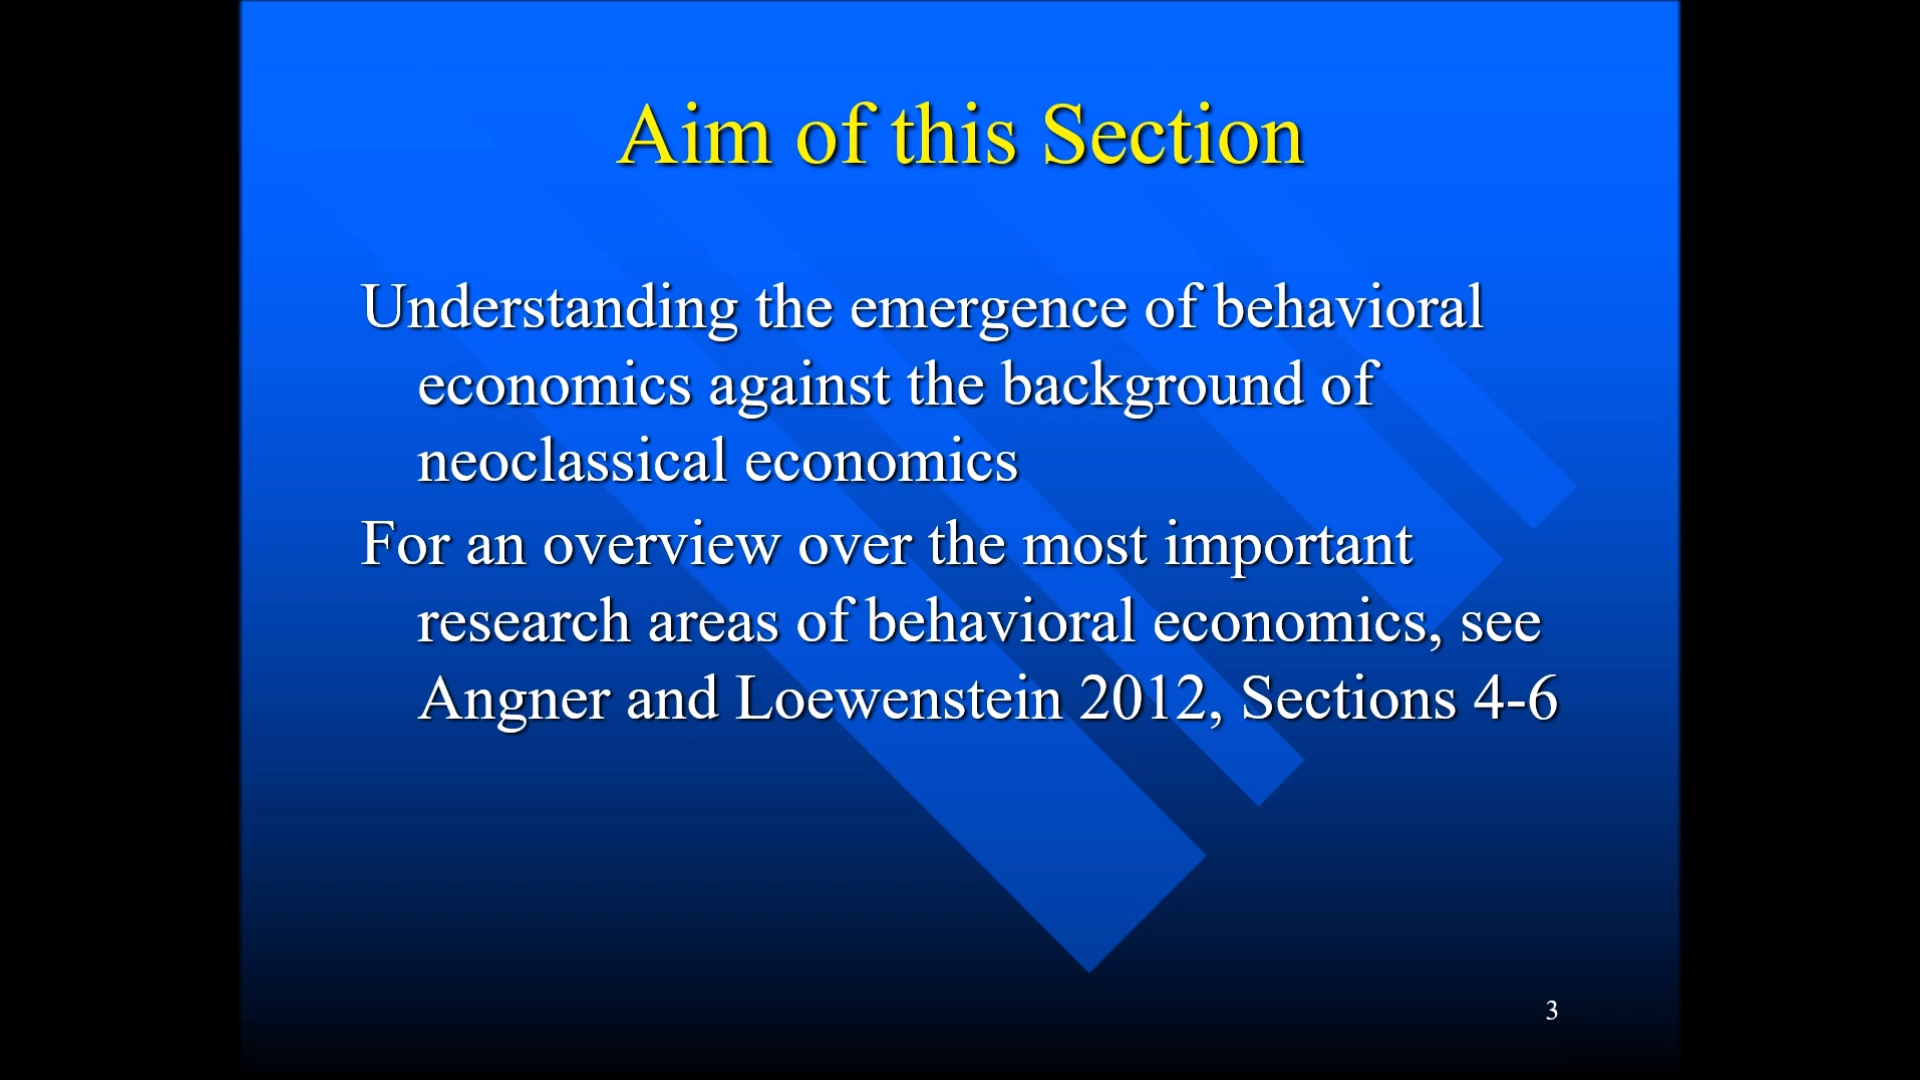 Aim of this Section
Understanding the emergence of behavioral
economics against the background of
neoclassical economics
For an overview over the most important
research areas of behavioral economics, see
Angner and Loewenstein 2012, Sections 4-6
3